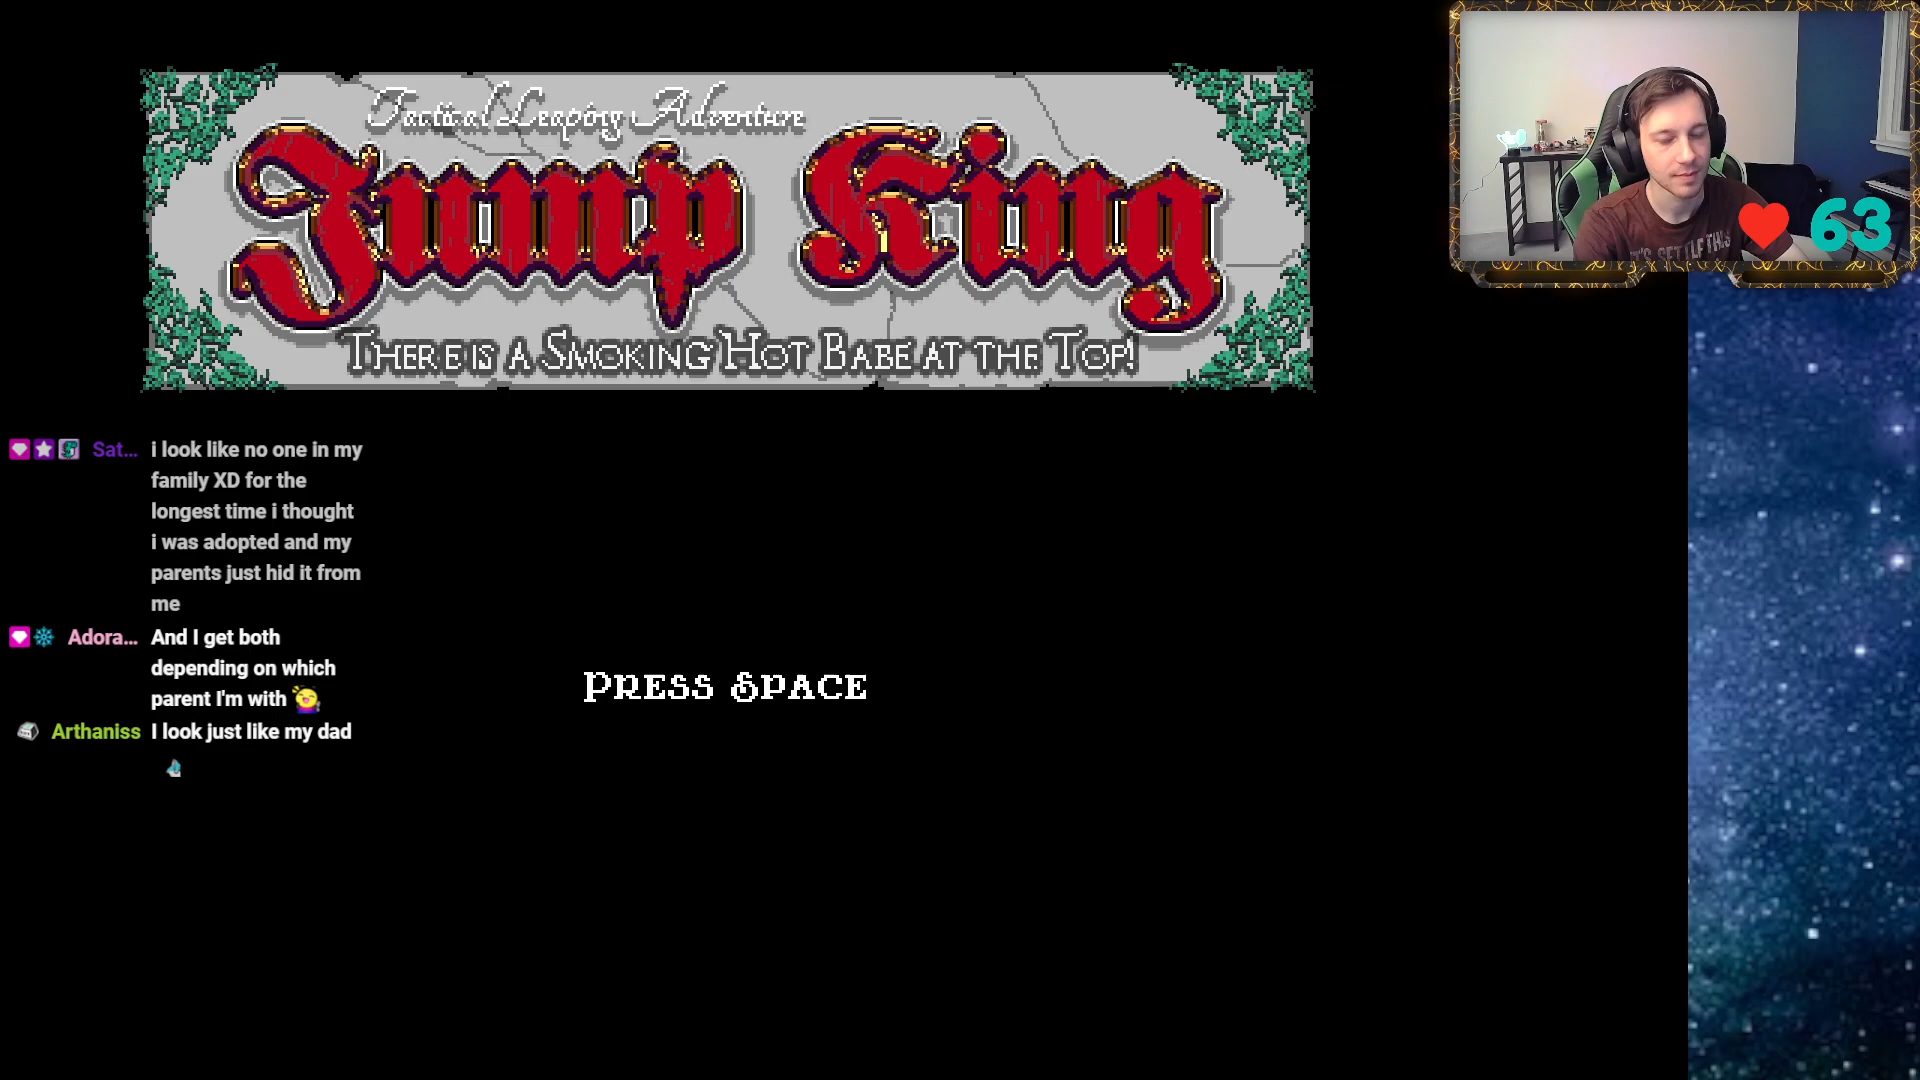 Tactical Leaping Adventure
Jump King
There is a Smoking Hot Babe at the Top!
63
Sat... i look like no one in my
family XD for the
longest time i thought
i was adopted and my
parents just hid it from
me
Adora... And I get both
depending on which
parent I'm with
Arthaniss I look just like my dad
Press Space